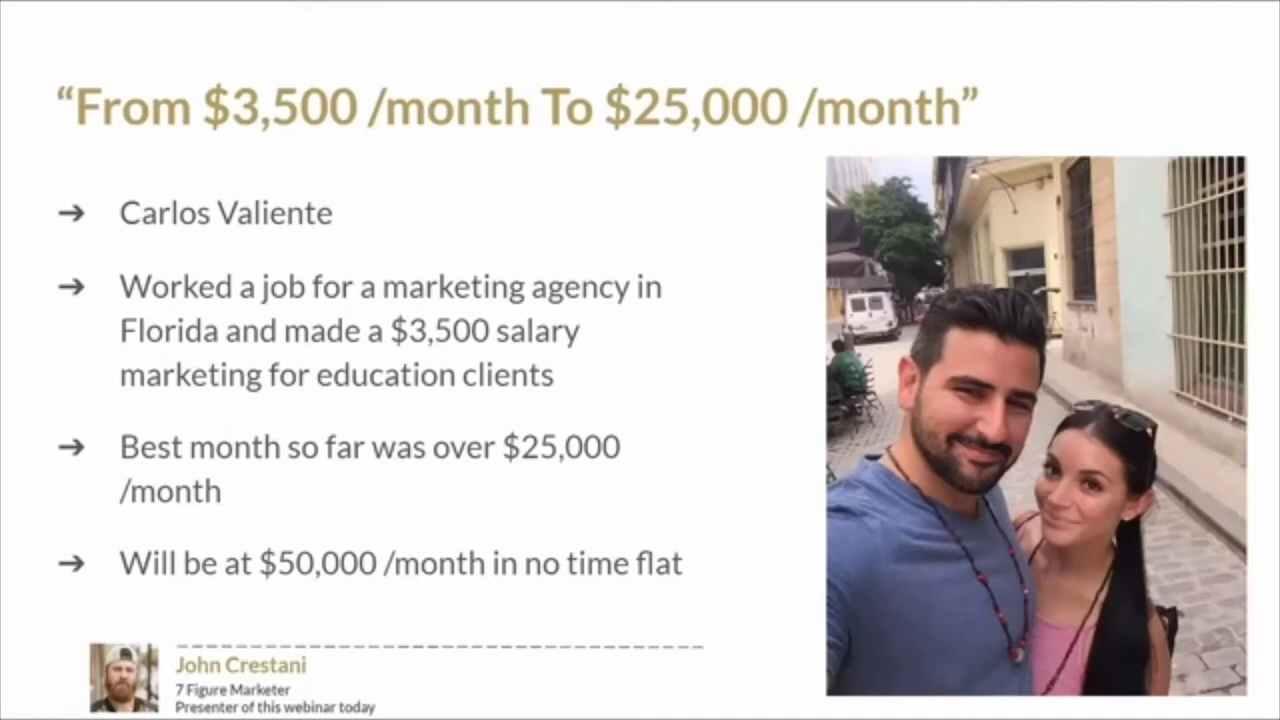 “From $3,500 /month To $25,000 /month”
➔ Carlos Valiente
➔ Worked a job for a marketing agency in
Florida and made a $3,500 salary
marketing for education clients
➔ Best month so far was over $25,000
/month
➔ Will be at $50,000 /month in no time flat
John Crestani
7 Figure Marketer
Presenter of this webinar today